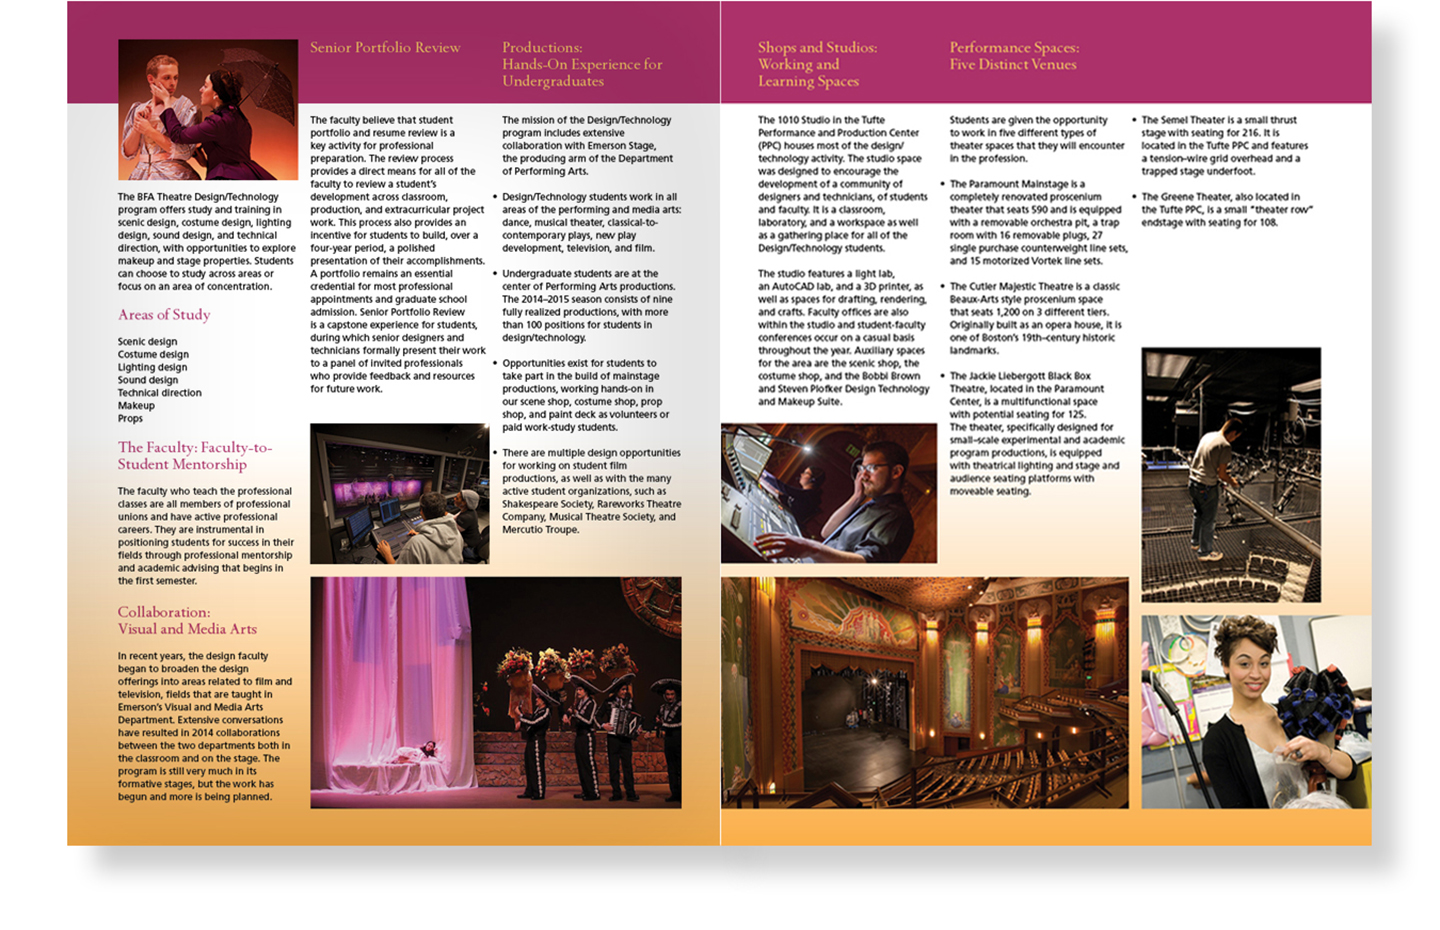 The BFA Theatre Design/Technology
program offers study and training in
scenic design, costume design, lighting
design, sound design, and technical
direction, with opportunities to explore
makeup and stage properties. Students
can choose to study across areas or
focus on an area of concentration.
Areas of Study
Scenic design
Costume design
Lighting design
Sound design
Technical direction
Makeup
Props
The Faculty: Faculty-to-
Student Mentorship
The faculty who teach the professional
classes are all members of professional
unions and have active professional
careers. They are instrumental in
positioning students for success in their
fields through professional mentorship
and academic advising that begins in
the first semester.
Collaboration:
Visual and Media Arts
In recent years, the design faculty
began to broaden the design
offerings into areas related to film and
television, fields that are taught in
Emerson's Visual and Media Arts
Department. Extensive conversations
have resulted in 2014 collaborations
between the two departments both in
the classroom and on the stage. The
program is still very much in its
formative stages, but the work has
begun and more is being planned.
Senior Portfolio Review
The faculty believe that student
portfolio and resume review is a
key activity for professional
preparation. The review process
provides a direct means for all of the
faculty to review a student's
development across classroom,
production, and extracurricular project
work. This process also provides an
incentive for students to build, over a
four-year period, a polished
presentation of their accomplishments.
A portfolio remains an essential
credential for most professional
appointments and graduate school
admission. Senior Portfolio Review
is a capstone experience for students,
during which senior designers and
technicians formally present their work
to a panel of invited professionals
who provide feedback and resources
for future work.
Productions:
Hands-On Experience for
Undergraduates
The mission of the Design/Technology
program includes extensive
collaboration with Emerson Stage,
the producing arm of the Department
of Performing Arts.
• Design/Technology students work in all
areas of the performing and media arts:
dance, musical theater, classical-to-
contemporary plays, new play
development, television, and film.
• Undergraduate students are at the
center of Performing Arts productions.
The 2014–2015 season consists of nine
fully realized productions, with more
than 100 positions for students in
design/technology.
• Opportunities exist for students to
take part in the build of mainstage
productions, working hands-on in
our scene shop, costume shop, prop
shop, and paint deck as volunteers or
paid work-study students.
• There are multiple design opportunities
for working on student film
productions, as well as with the many
active student organizations, such as
Shakespeare Society, Rareworks Theatre
Company, Musical Theatre Society, and
Mercutio Troupe.
Shops and Studios:
Working and
Learning Spaces
The 1010 Studio in the Tufte
Performance and Production Center
(PPC) houses most of the design/
technology activity. The studio space
was designed to encourage the
development of a community of
designers and technicians, of students
and faculty. It is a classroom,
laboratory, and a workspace as well
as a gathering place for all of the
Design/Technology students.
The studio features a light lab,
an AutoCAD lab, and a 3D printer, as
well as spaces for drafting, rendering,
and crafts. Faculty offices are also
within the studio and student-faculty
conferences occur on a casual basis
throughout the year. Auxiliary spaces
for the area are the scenic shop, the
costume shop, and the Bobbi Brown
and Steven Plofker Design Technology
and Makeup Suite.
Performance Spaces:
Five Distinct Venues
Students are given the opportunity
to work in five different types of
theater spaces that they will encounter
in the profession.
• The Paramount Mainstage is a
completely renovated proscenium
theater that seats 590 and is equipped
with a removable orchestra pit, a trap
room with 16 removable plugs, 27
single purchase counterweight line sets,
and 15 motorized Vortek line sets.
• The Cutler Majestic Theatre is a classic
Beaux-Arts style proscenium space
that seats 1,200 on 3 different tiers.
Originally built as an opera house, it is
one of Boston's 19th-century historic
landmarks.
• The Jackie Liebergott Black Box
Theatre, located in the Paramount
Center, is a multifunctional space
with potential seating for 125.
The theater, specifically designed for
small-scale experimental and academic
program productions, is equipped
with theatrical lighting and stage and
audience seating platforms with
moveable seating.
• The Semel Theater is a small thrust
stage with seating for 216. It is
located in the Tufte PPC and features
a tension-wire grid overhead and a
trapped stage underfoot.
• The Greene Theater, also located in
the Tufte PPC, is a small "theater row"
endstage with seating for 108.